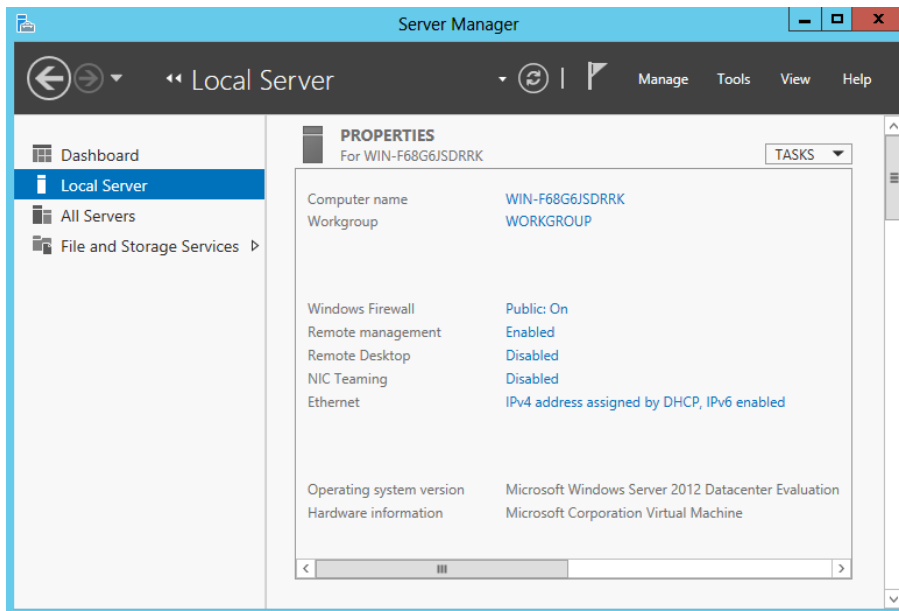 Server Manager
Local Server
Manage Tools View Help
Dashboard
Local Server
All Servers
File and Storage Services
PROPERTIES
For WIN-F68G6JSDRRK
TASKS
Computer name WIN-F68G6JSDRRK
Workgroup WORKGROUP
Windows Firewall Public: On
Remote management Enabled
Remote Desktop Disabled
NIC Teaming Disabled
Ethernet IPv4 address assigned by DHCP, IPv6 enabled
Operating system version Microsoft Windows Server 2012 Datacenter Evaluation
Hardware information Microsoft Corporation Virtual Machine